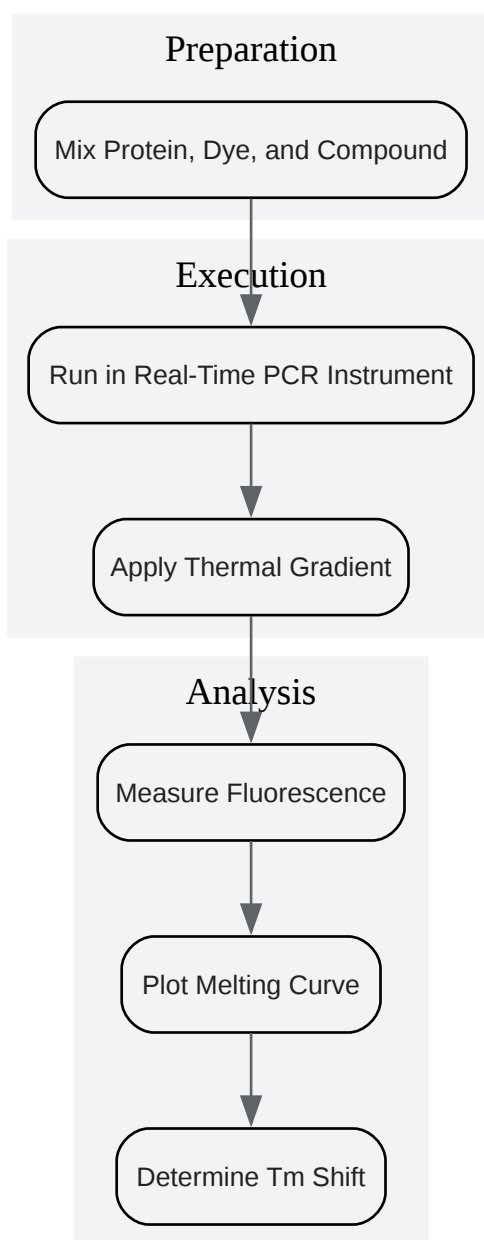 Preparation
Mix Protein, Dye, and Compound
Execution
Run in Real-Time PCR Instrument
Apply Thermal Gradient
Analysis
Measure Fluorescence
Plot Melting Curve
Determine Tm Shift